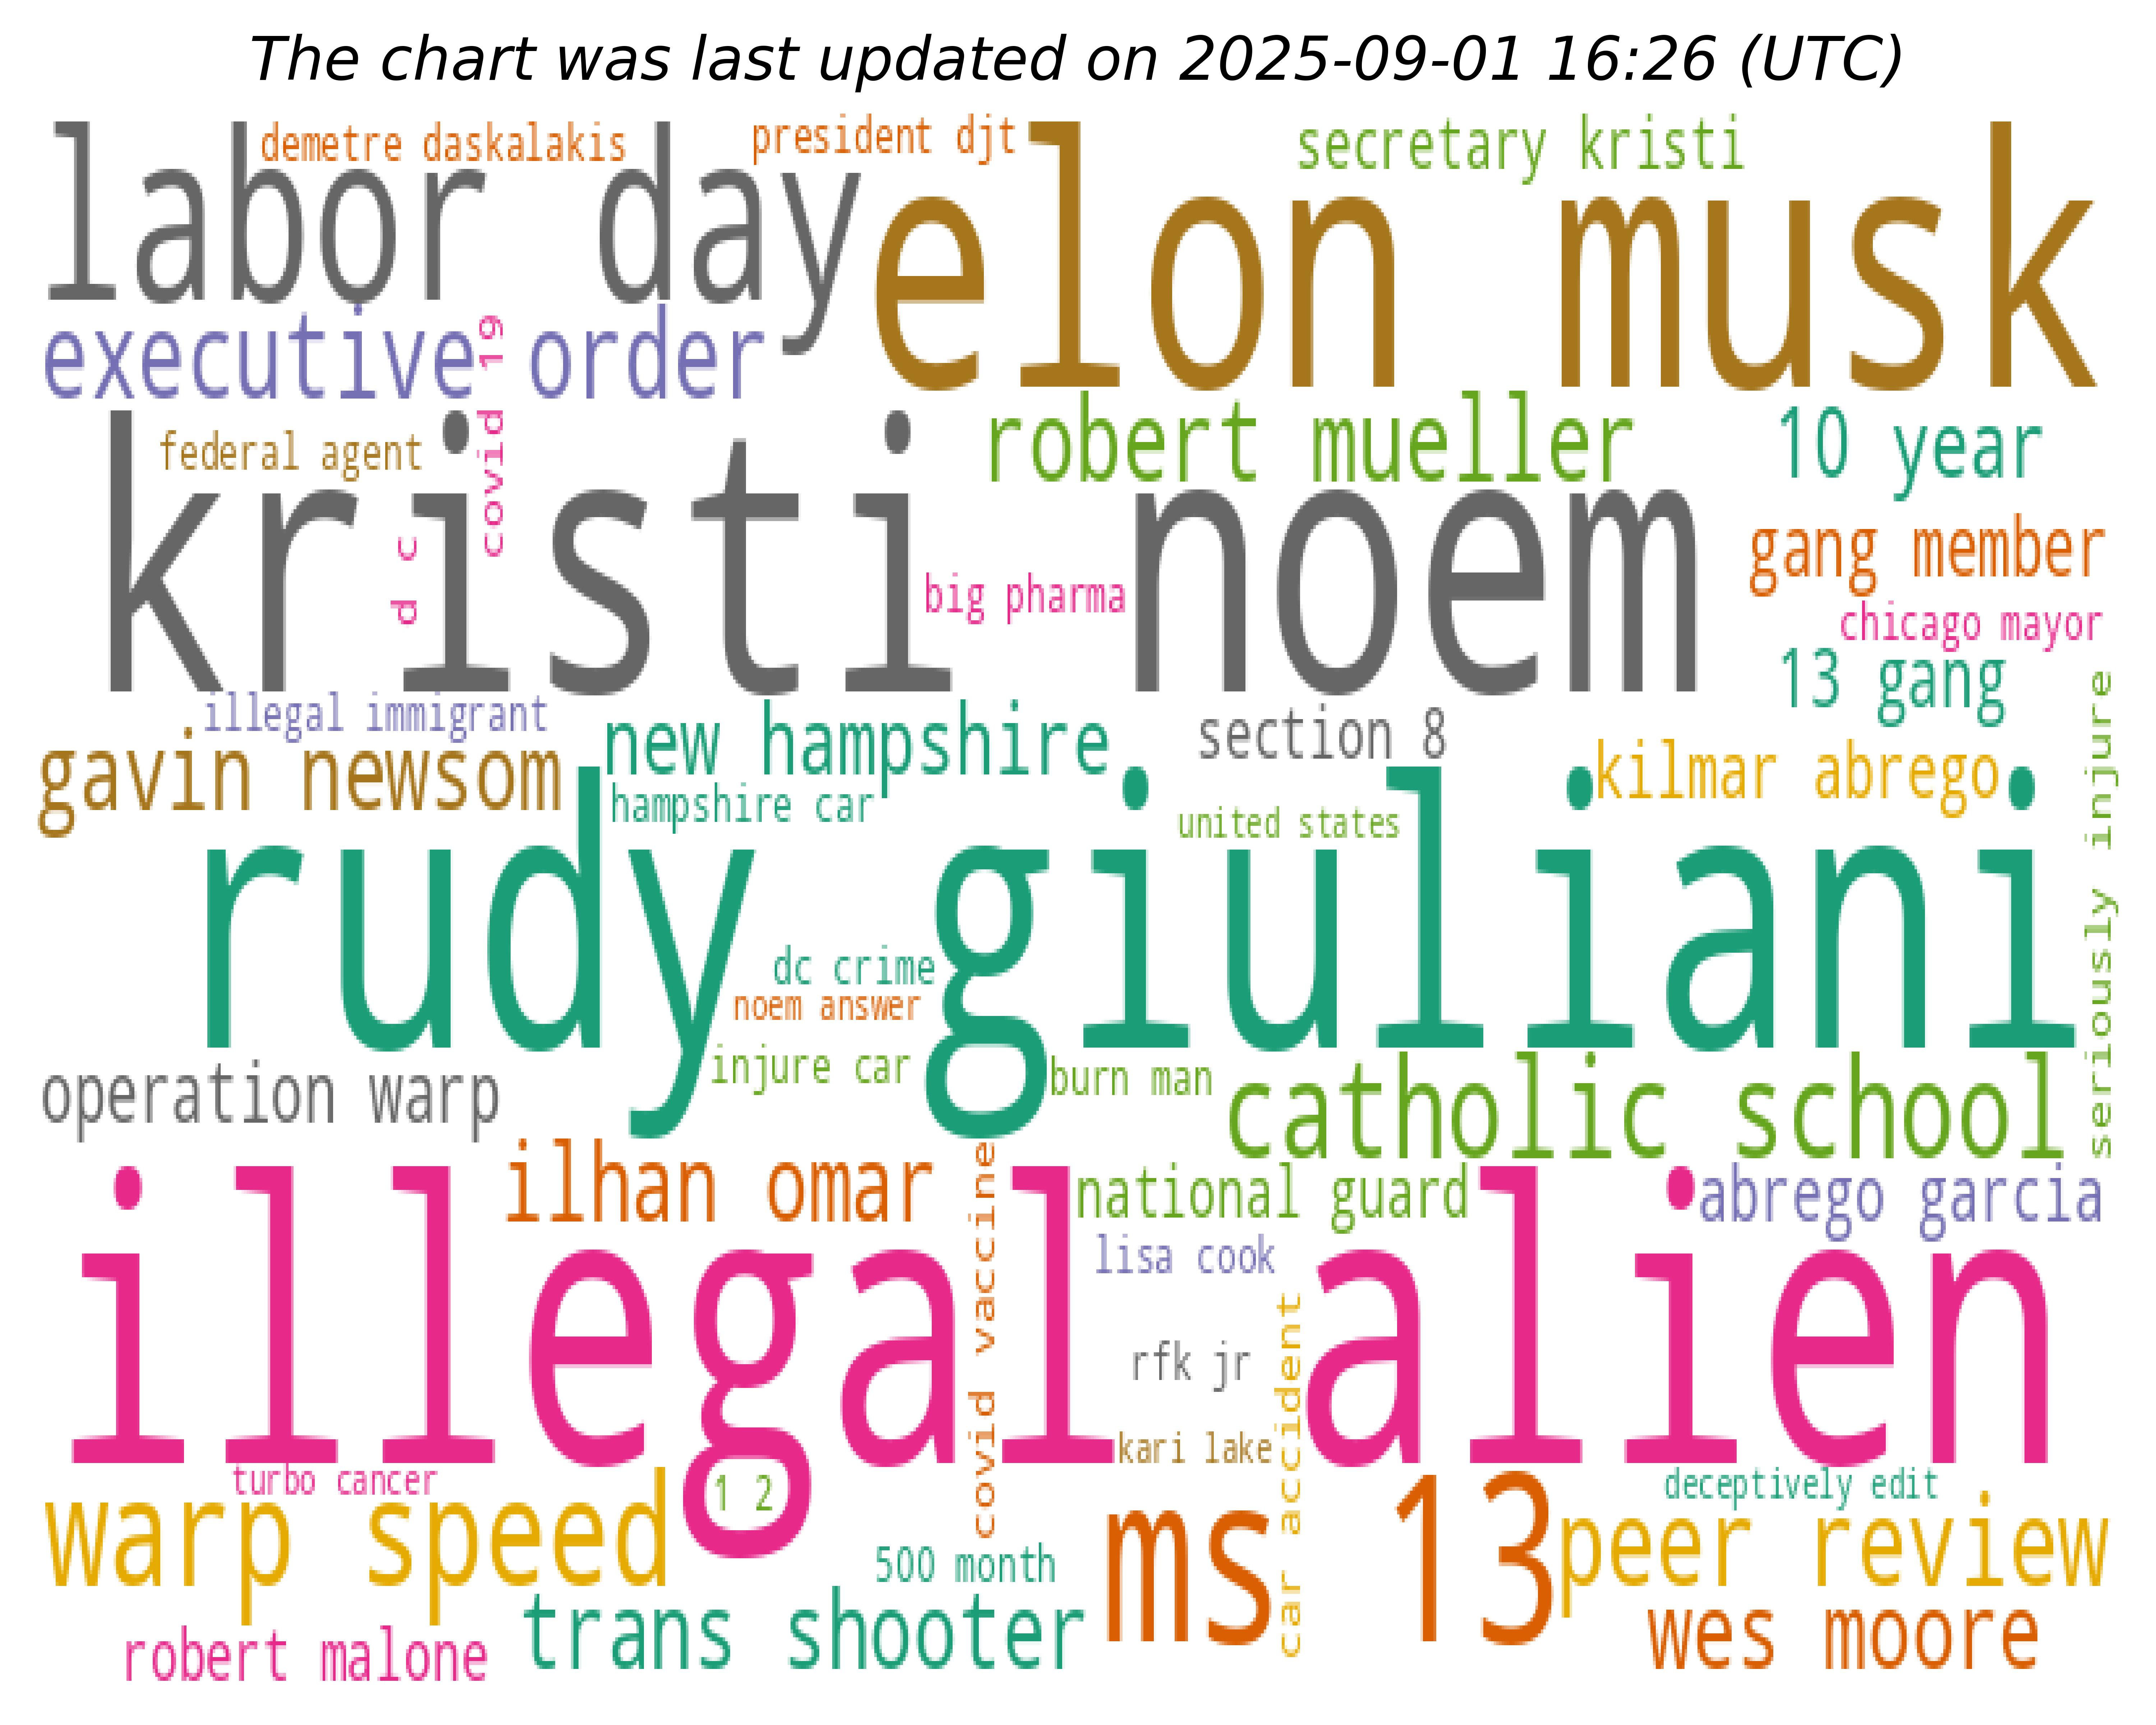 The chart was last updated on 2025-09-01 16:26 (UTC)
demetre daskalakis
president djt
secretary kristi
labor day
elon musk
executive order
covid 19
robert mueller
10 year
federal agent
kristi noem
gang member
d c
big pharma
chicago mayor
13 gang
illegal immigrant
new hampshire
section 8
gavin newsom
kilmar abrego
seriously injure
hampshire car
united states
rudy giuliani
dc crime
noem answer
injure car
burn man
operation warp
catholic school
ilhan omar
covid vaccine
national guard
abrego garcia
lisa cook
illegal alien
rfk jr
car accident
kari lake
turbo cancer
1 2
deceptively edit
warp speed
ms 13
peer review
500 month
trans shooter
wes moore
robert malone